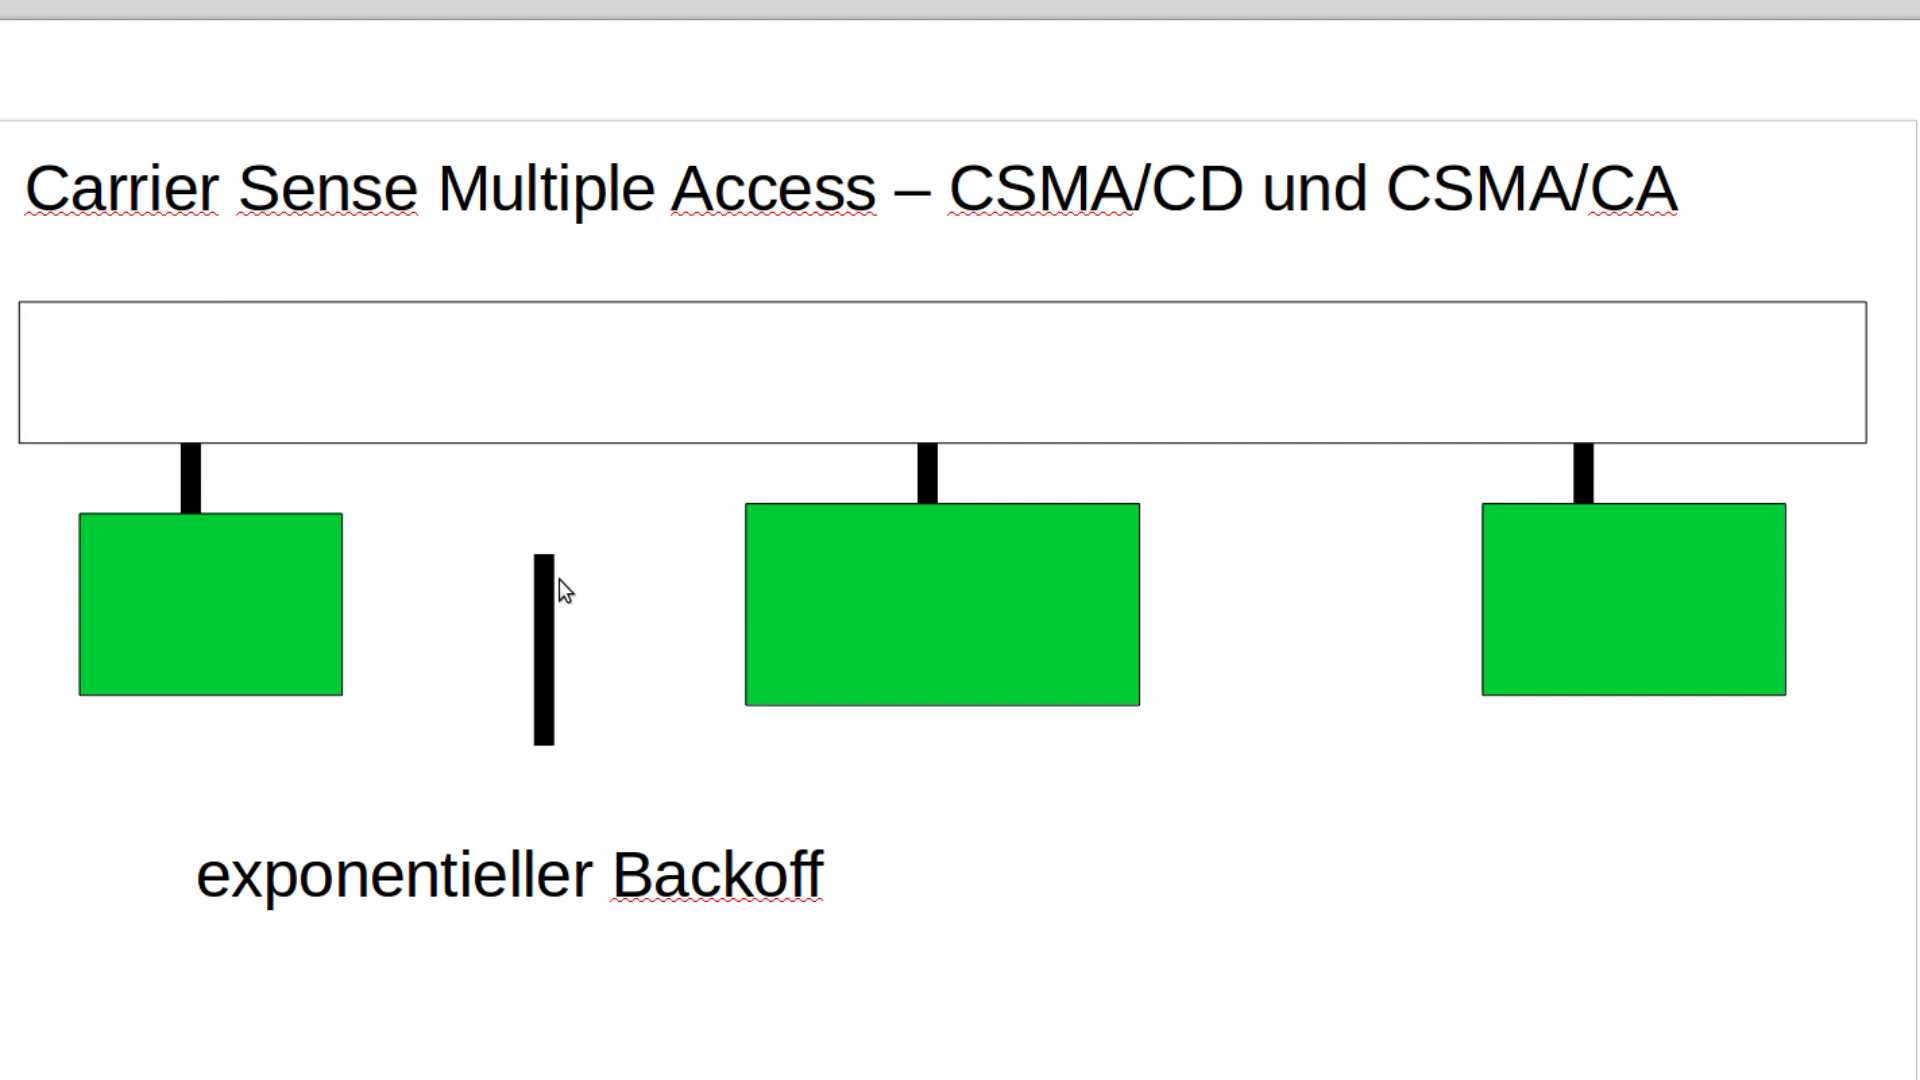 Carrier Sense Multiple Access – CSMA/CD und CSMA/CA
exponentieller Backoff